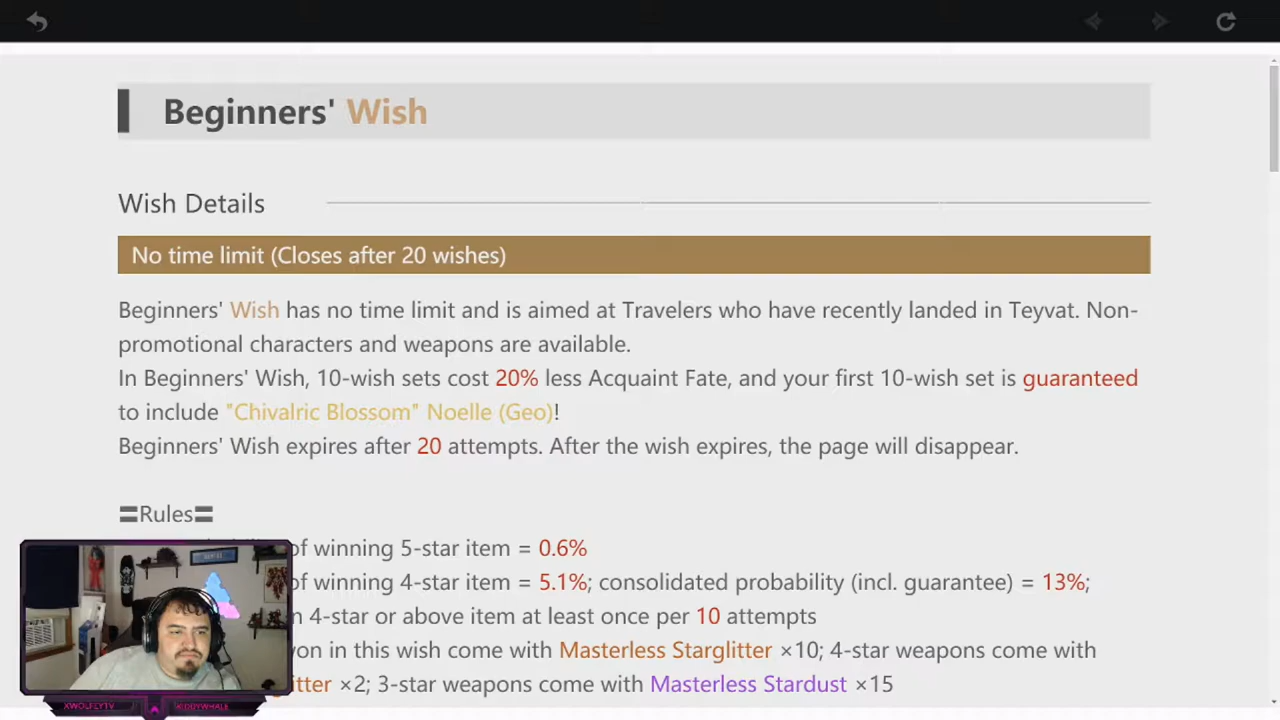 Beginners' Wish
Wish Details
No time limit (Closes after 20 wishes)
Beginners' Wish has no time limit and is aimed at Travelers who have recently landed in Teyvat. Non-
promotional characters and weapons are available.
In Beginners' Wish, 10-wish sets cost 20% less Acquaint Fate, and your first 10-wish set is guaranteed
to include "Chivalric Blossom" Noelle (Geo)!
Beginners' Wish expires after 20 attempts. After the wish expires, the page will disappear.
〓Rules〓
of winning 5-star item = 0.6%
of winning 4-star item = 5.1%; consolidated probability (incl. guarantee) = 13%;
4-star or above item at least once per 10 attempts
won in this wish come with Masterless Starglitter ×10; 4-star weapons come with
×2; 3-star weapons come with Masterless Stardust ×15
XWOLFEYTV